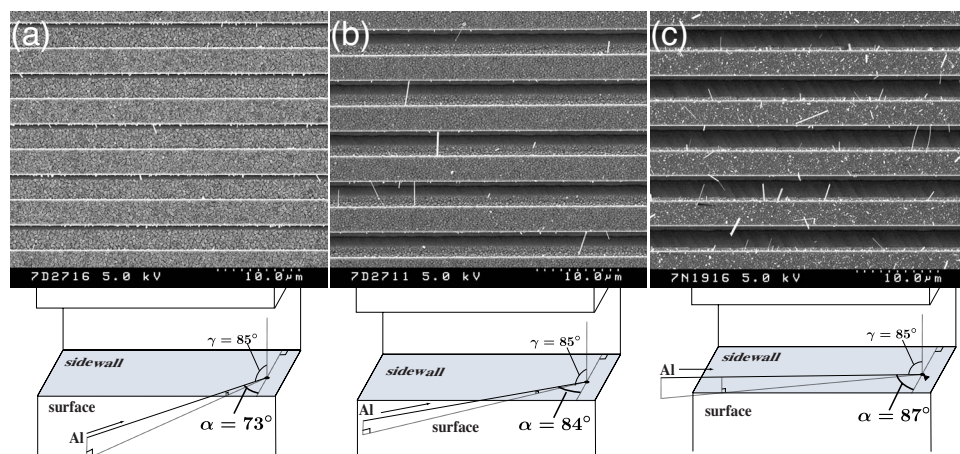 (a)
(b)
(c)
7D2716 5.0 kV 10.0μm
7D2711 5.0 kV 10.0μm
7N1916 5.0 kV 10.0μm
sidewall
γ = 85°
surface
Al
α = 73°
sidewall
γ = 85°
Al
surface
α = 84°
sidewall
γ = 85°
Al
surface
α = 87°